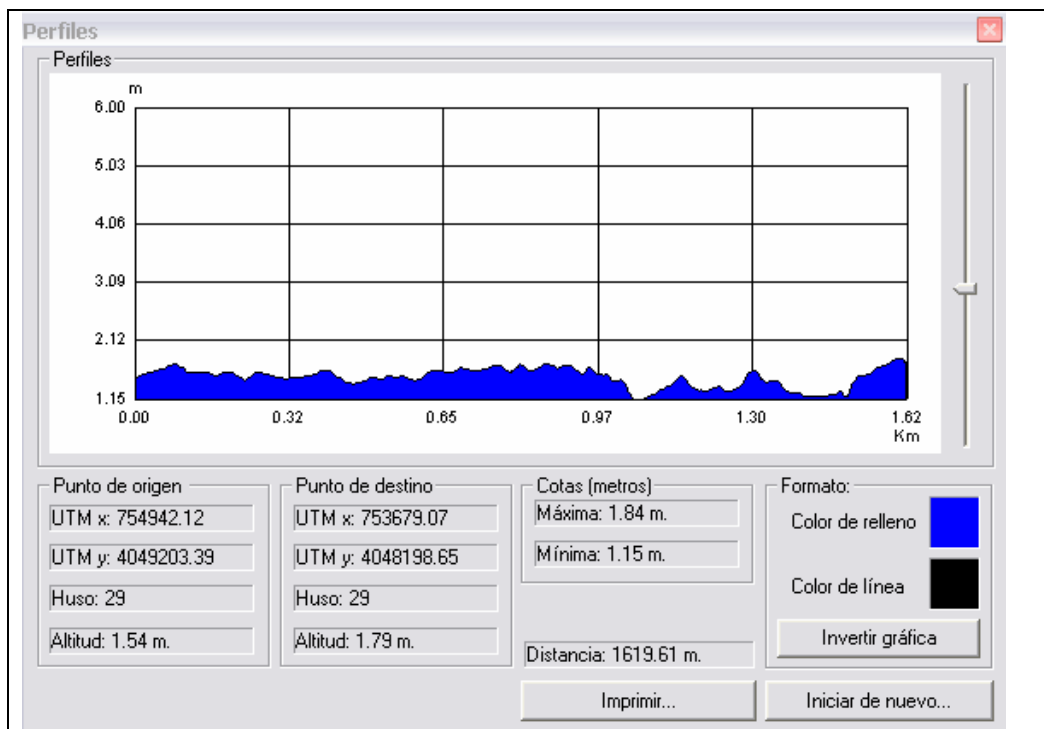 Perfiles
Perfiles
m
6.00
5.03
4.06
3.09
2.12
1.15
0.00 0.32 0.65 0.97 1.30 1.62
Km
Punto de origen
UTM x: 754942.12
UTM y: 4049203.39
Huso: 29
Altitud: 1.54 m.
Punto de destino
UTM x: 753679.07
UTM y: 4048198.65
Huso: 29
Altitud: 1.79 m.
Cotas (metros)
Máxima: 1.84 m.
Mínima: 1.15 m.
Distancia: 1619.61 m.
Formato:
Color de relleno
Color de línea
Invertir gráfica
Imprimir...
Iniciar de nuevo...